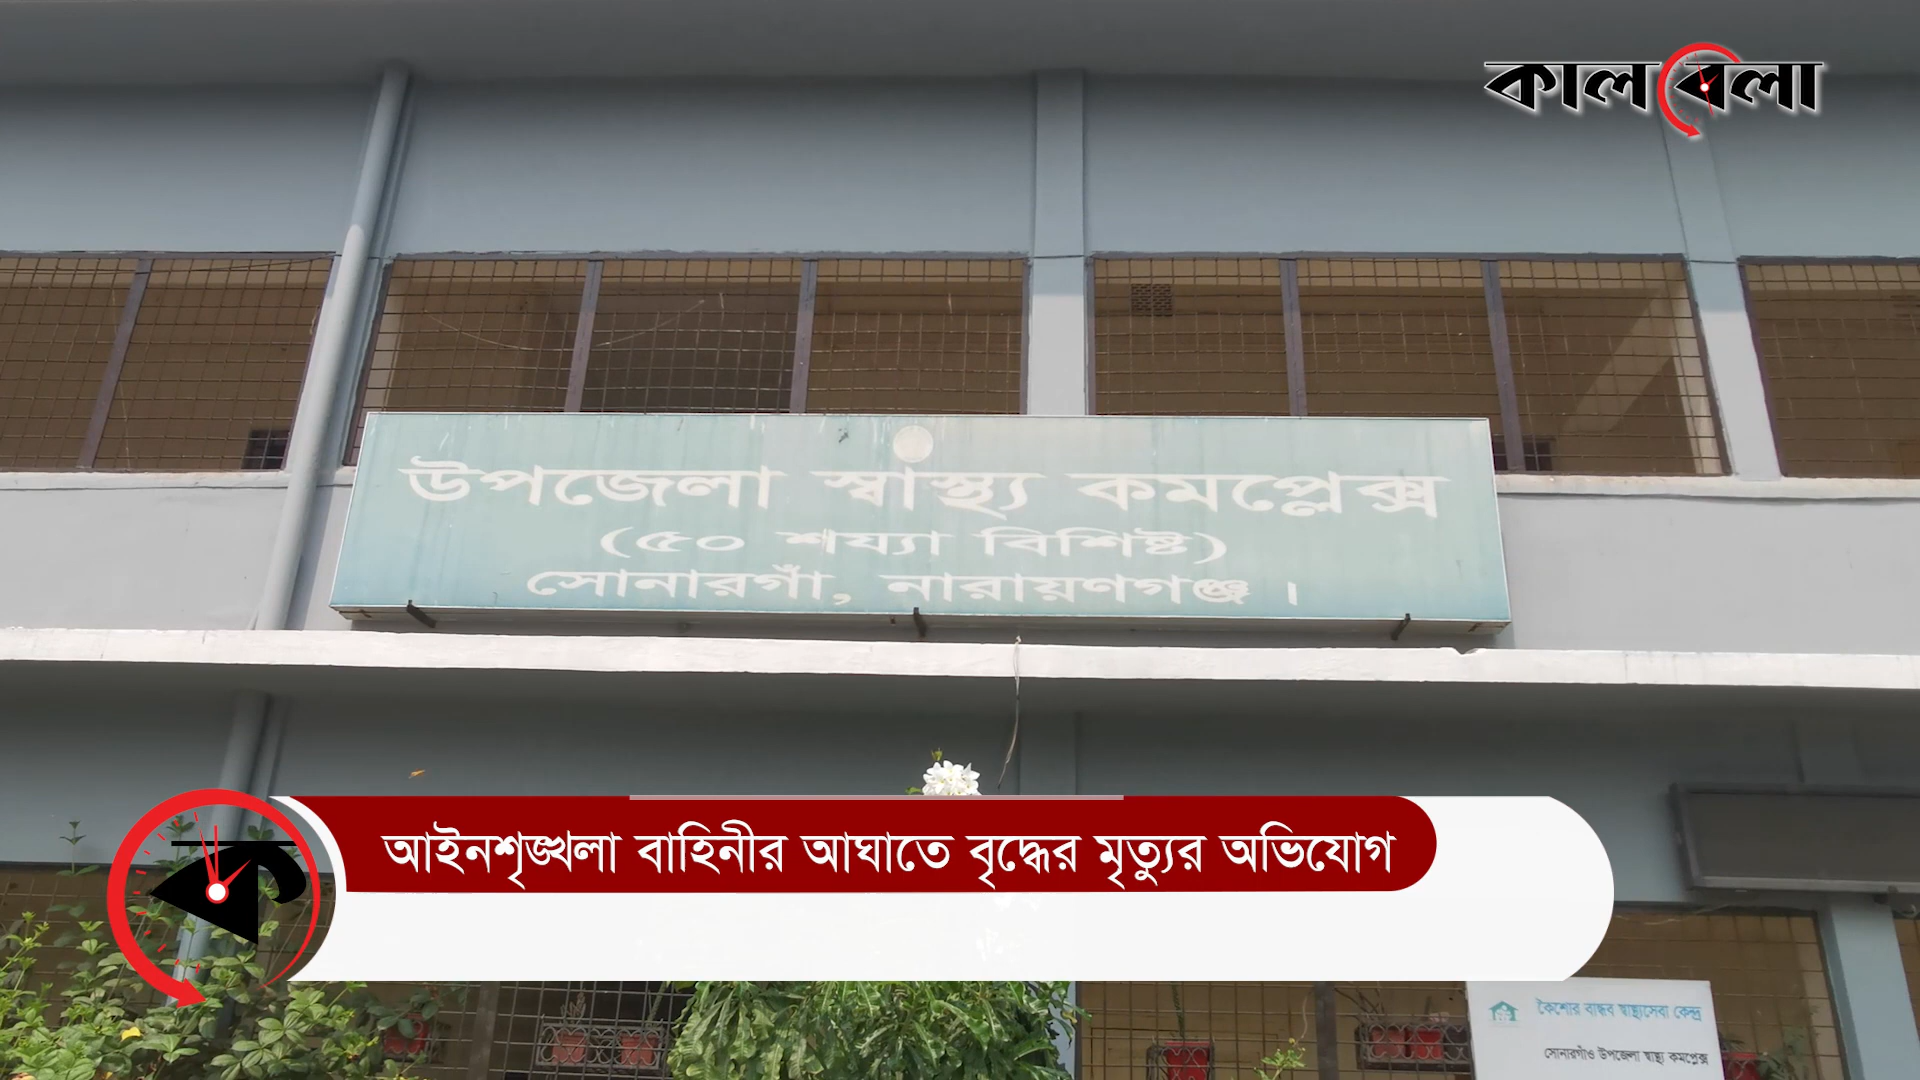 কালবেলা
উপজেলা স্বাস্থ্য কমপ্লেক্স
(৫০ শয্যা বিশিষ্ট)
সোনারগাঁ, নারায়ণগঞ্জ ।
আইনশৃঙ্খলা বাহিনীর আঘাতে বৃদ্ধের মৃত্যুর অভিযোগ
কৈশোর বান্ধব স্বাস্থ্যসেবা কেন্দ্র
সোনারগাঁও উপজেলা স্বাস্থ্য কমপ্লেক্স